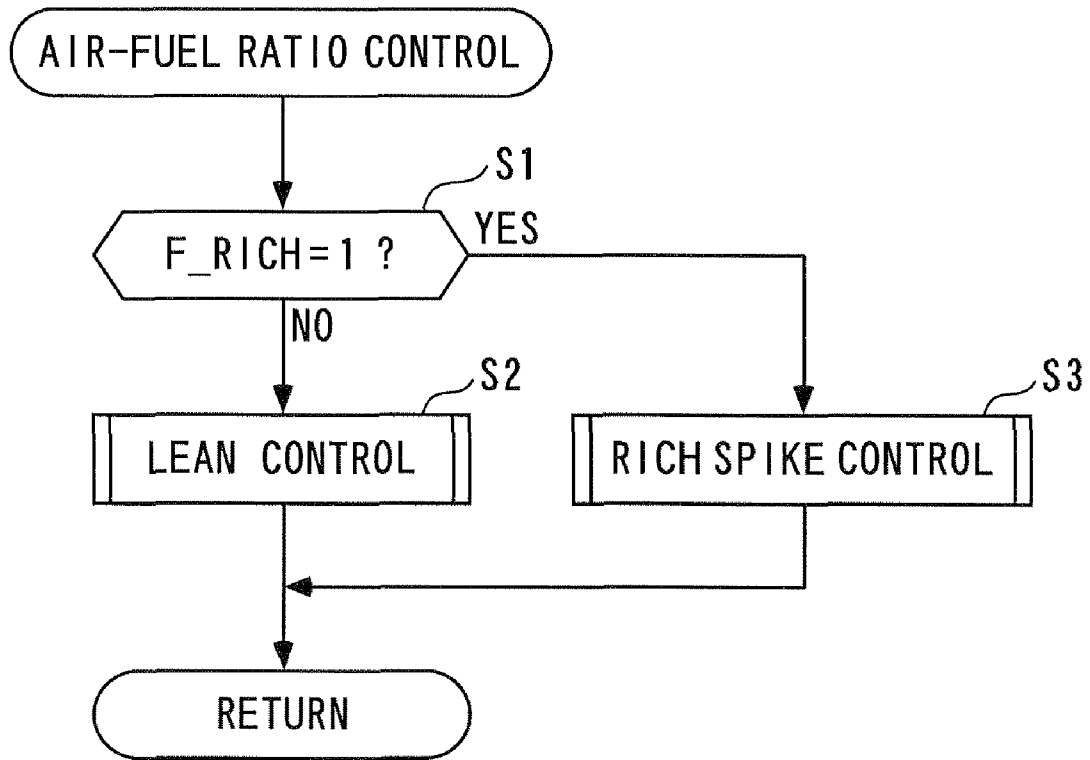 AIR-FUEL RATIO CONTROL
S1
F_RICH=1 ?
YES
NO
S2
S3
LEAN CONTROL
RICH SPIKE CONTROL
RETURN